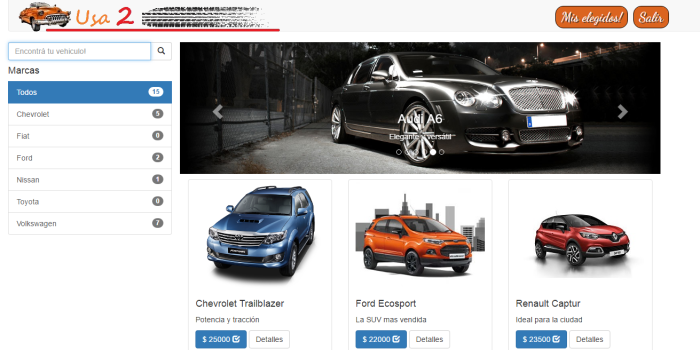 Usa 2
Mis elegidos!
Salir
Encontrá tu vehículo!
Marcas
Todos 15
Chevrolet 5
Fiat 0
Ford 2
Nissan 1
Toyota 0
Volkswagen 7
Audi A6
Elegante y versátil
Chevrolet Trailblazer
Potencia y tracción
$ 25000
Detalles
Ford Ecosport
La SUV mas vendida
$ 22000
Detalles
Renault Captur
Ideal para la ciudad
$ 23500
Detalles